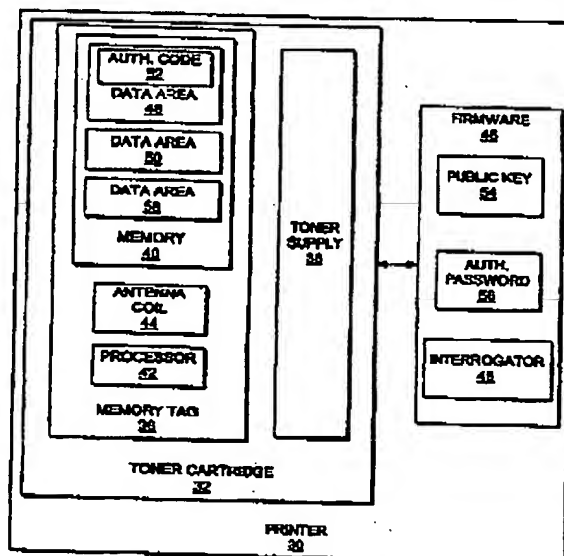 AUTH. CODE
52
DATA AREA
48
DATA AREA
50
DATA AREA
58
MEMORY
40
ANTENNA
COIL
44
PROCESSOR
42
MEMORY TAG
36
TONER
SUPPLY
38
TONER CARTRIDGE
32
FIRMWARE
46
PUBLIC KEY
54
AUTH.
PASSWORD
56
INTERROGATOR
PRINTER
30